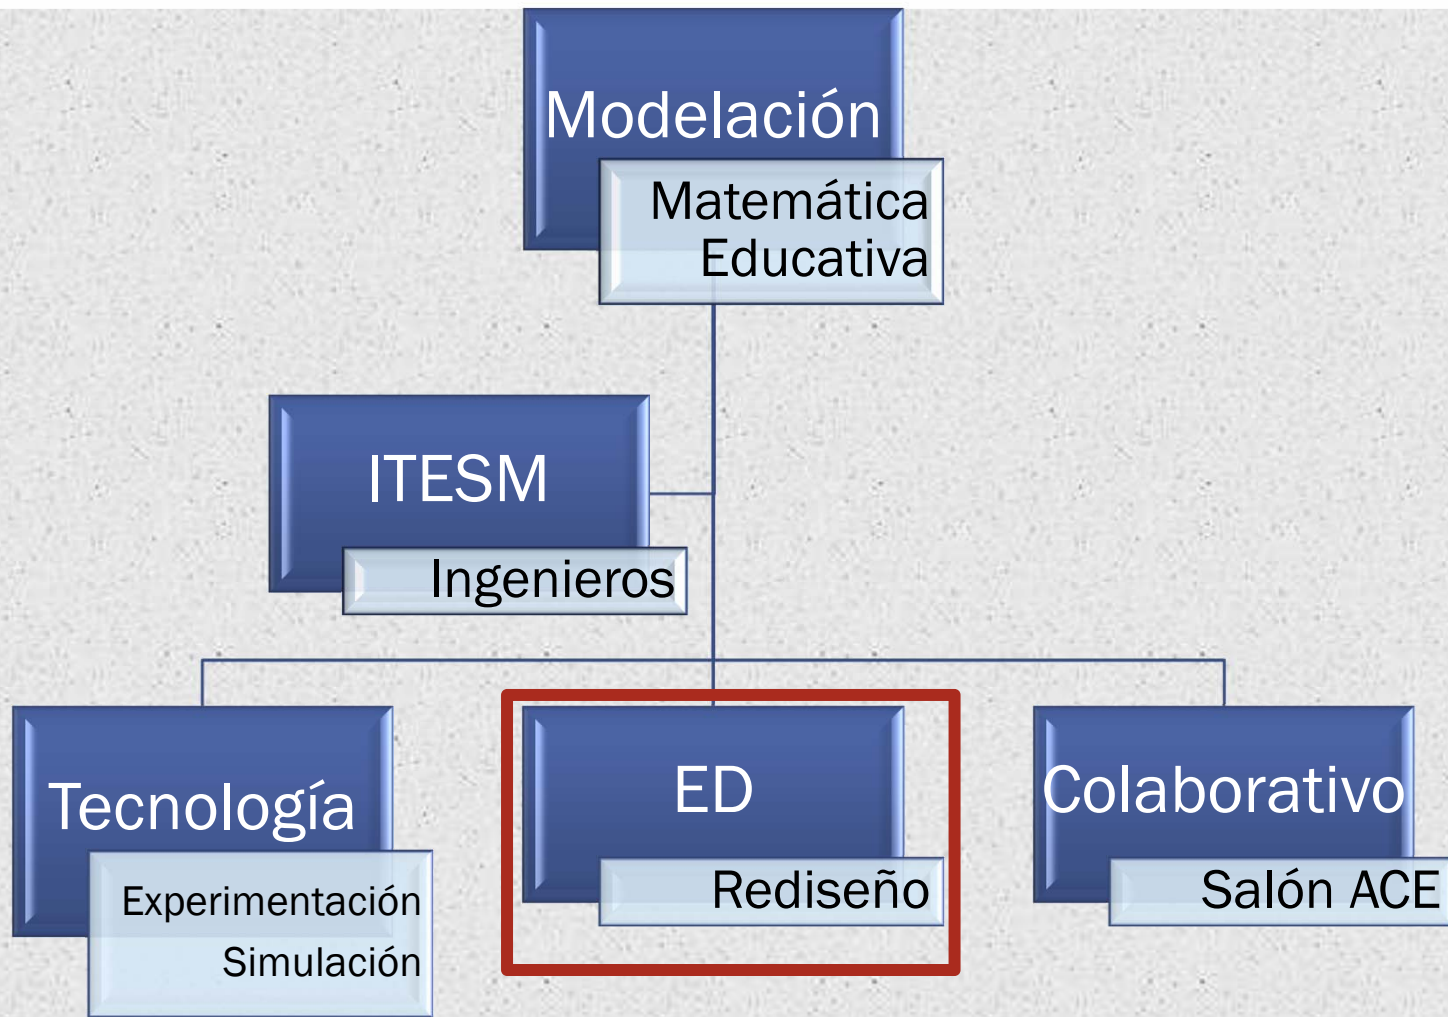 Modelación
Matemática
Educativa
ITESM
Ingenieros
Tecnología
Experimentación
Simulación
ED
Rediseño
Colaborativo
Salón ACE